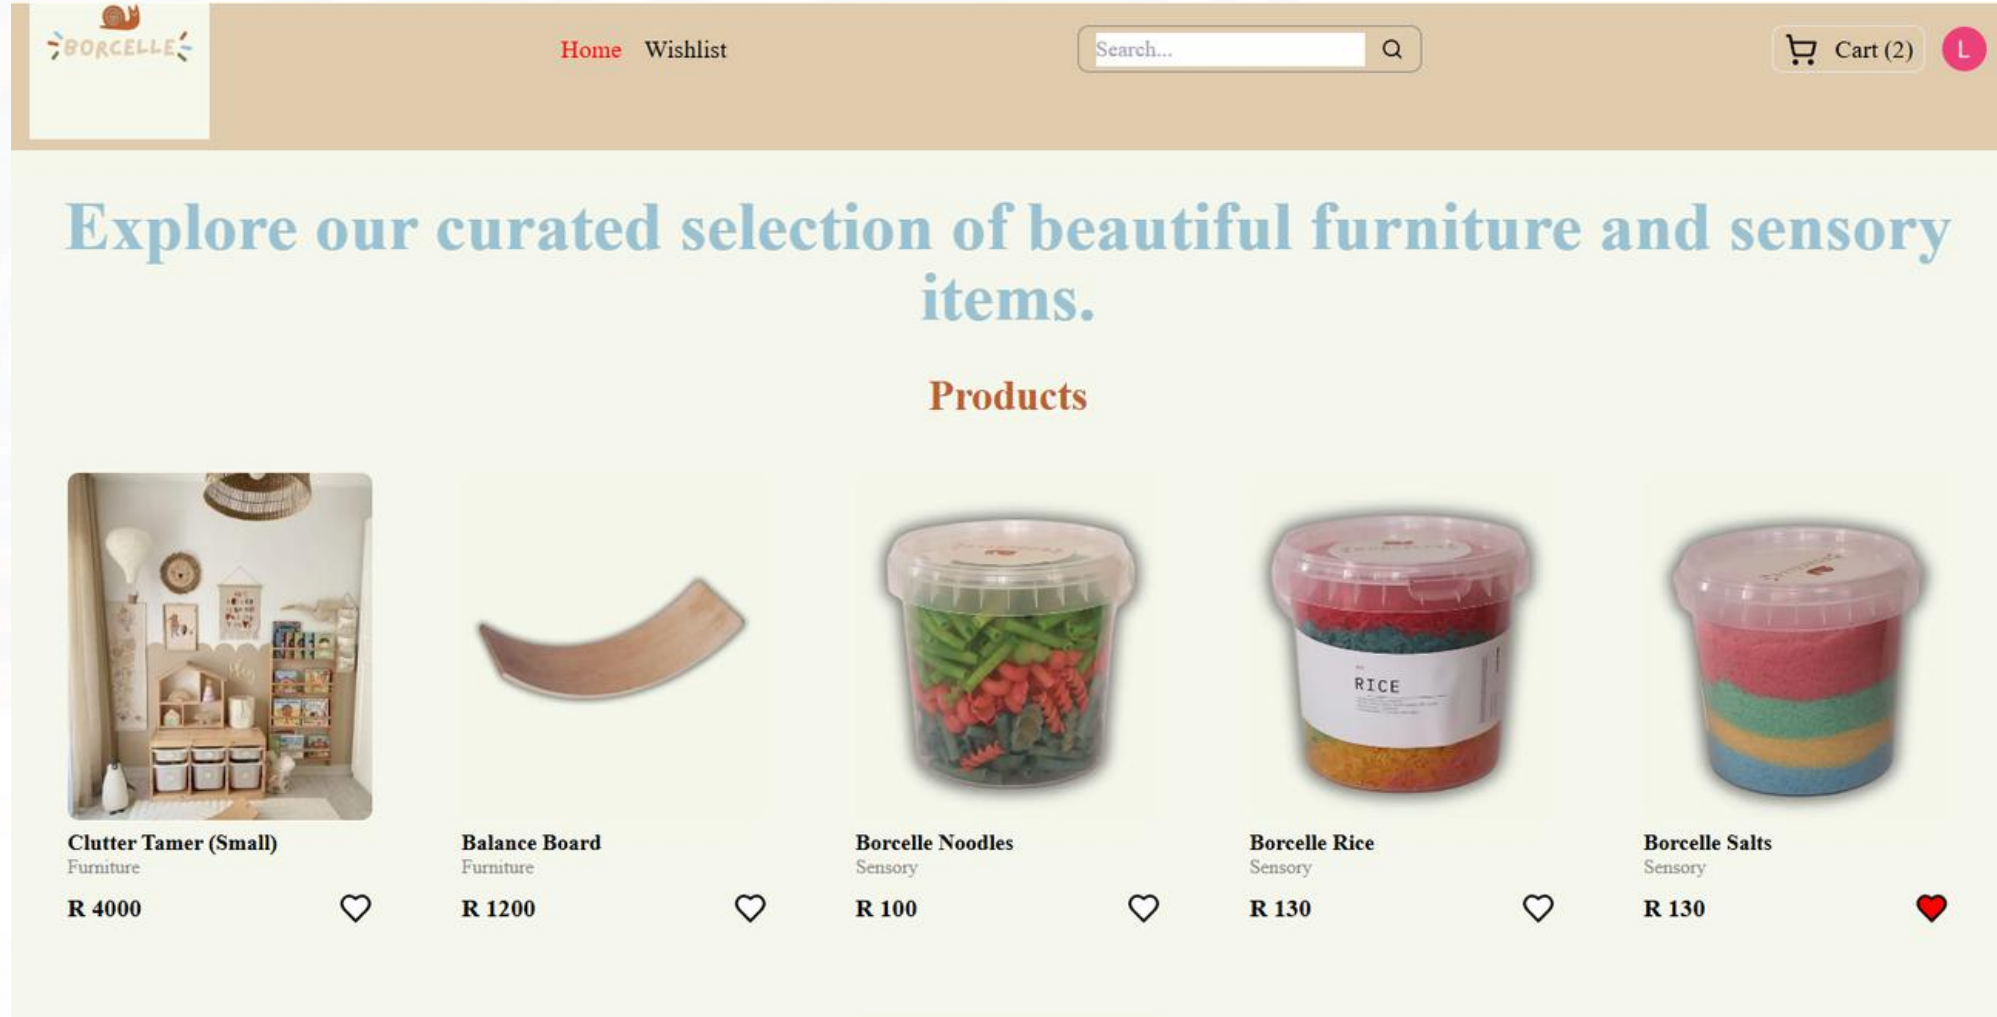 BORCELLE
Home Wishlist
Search...
Cart (2)
L
Explore our curated selection of beautiful furniture and sensory
items.
Products
RICE
Clutter Tamer (Small)
Furniture
R 4000
Balance Board
Furniture
R 1200
Borcelle Noodles
Sensory
R 100
Borcelle Rice
Sensory
R 130
Borcelle Salts
Sensory
R 130